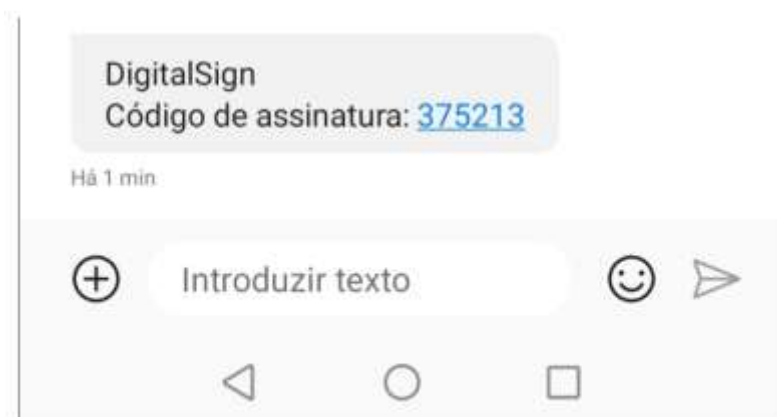 DigitalSign
Código de assinatura: 375213
Há 1 min
Introduzir texto